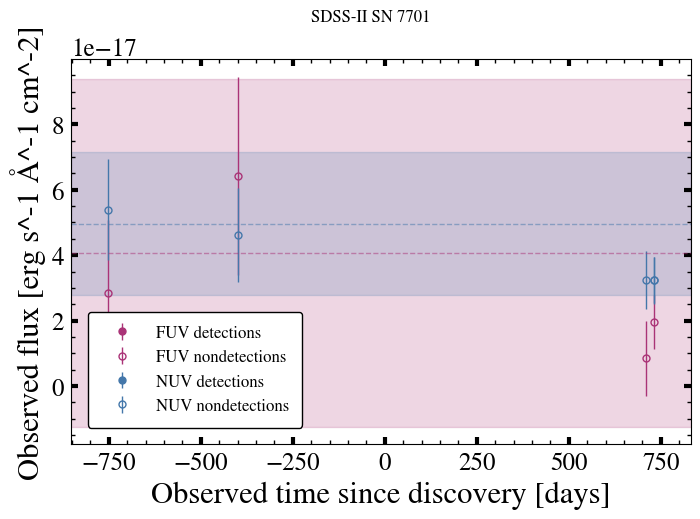 SDSS-II SN 7701
1e−17
Observed flux [erg s^-1 Å^-1 cm^-2]
8
6
4
2
0
FUV detections
FUV nondetections
NUV detections
NUV nondetections
−750 −500 −250 0 250 500 750
Observed time since discovery [days]